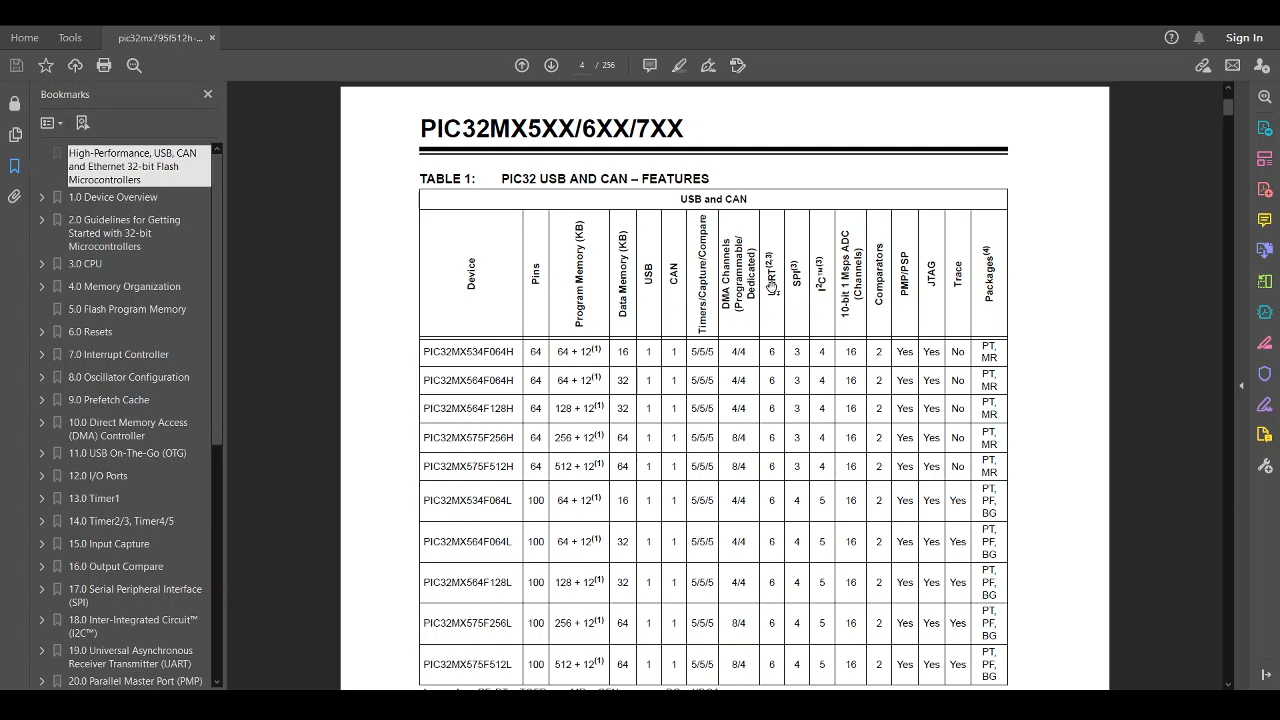 Home
Tools
pic32mx795f512h-...
Sign In
4 / 256
Bookmarks
High-Performance, USB, CAN
and Ethernet 32-bit Flash
Microcontrollers
1.0 Device Overview
2.0 Guidelines for Getting
Started with 32-bit
Microcontrollers
3.0 CPU
4.0 Memory Organization
5.0 Flash Program Memory
6.0 Resets
7.0 Interrupt Controller
8.0 Oscillator Configuration
9.0 Prefetch Cache
10.0 Direct Memory Access
(DMA) Controller
11.0 USB On-The-Go (OTG)
12.0 I/O Ports
13.0 Timer1
14.0 Timer2/3, Timer4/5
15.0 Input Capture
16.0 Output Compare
17.0 Serial Peripheral Interface
(SPI)
18.0 Inter-Integrated Circuit™
(I2C™)
19.0 Universal Asynchronous
Receiver Transmitter (UART)
20.0 Parallel Master Port (PMP)
PIC32MX5XX/6XX/7XX
TABLE 1: PIC32 USB AND CAN – FEATURES
USB and CAN
Device
Pins
Program Memory (KB)
Data Memory (KB)
USB
CAN
Timers/Capture/Compare
DMA Channels
(Programmable/
Dedicated)
SPI(3)
I²C™(3)
10-bit 1 Msps ADC
(Channels)
Comparators
PMP/PSP
JTAG
Trace
Packages(4)
PIC32MX534F064H 64 64 + 12(1) 16 1 1 5/5/5 4/4 6 3 4 16 2 Yes Yes No PT,
MR
PIC32MX564F064H 64 64 + 12(1) 32 1 1 5/5/5 4/4 6 3 4 16 2 Yes Yes No PT,
MR
PIC32MX564F128H 64 128 + 12(1) 32 1 1 5/5/5 4/4 6 3 4 16 2 Yes Yes No PT,
MR
PIC32MX575F256H 64 256 + 12(1) 64 1 1 5/5/5 8/4 6 3 4 16 2 Yes Yes No PT,
MR
PIC32MX575F512H 64 512 + 12(1) 64 1 1 5/5/5 8/4 6 3 4 16 2 Yes Yes No PT,
MR
PIC32MX534F064L 100 64 + 12(1) 16 1 1 5/5/5 4/4 6 4 5 16 2 Yes Yes Yes PT,
PF,
BG
PIC32MX564F064L 100 64 + 12(1) 32 1 1 5/5/5 4/4 6 4 5 16 2 Yes Yes Yes PT,
PF,
BG
PIC32MX564F128L 100 128 + 12(1) 32 1 1 5/5/5 4/4 6 4 5 16 2 Yes Yes Yes PT,
PF,
BG
PIC32MX575F256L 100 256 + 12(1) 64 1 1 5/5/5 8/4 6 4 5 16 2 Yes Yes Yes PT,
PF,
BG
PIC32MX575F512L 100 512 + 12(1) 64 1 1 5/5/5 8/4 6 4 5 16 2 Yes Yes Yes PT,
PF,
BG